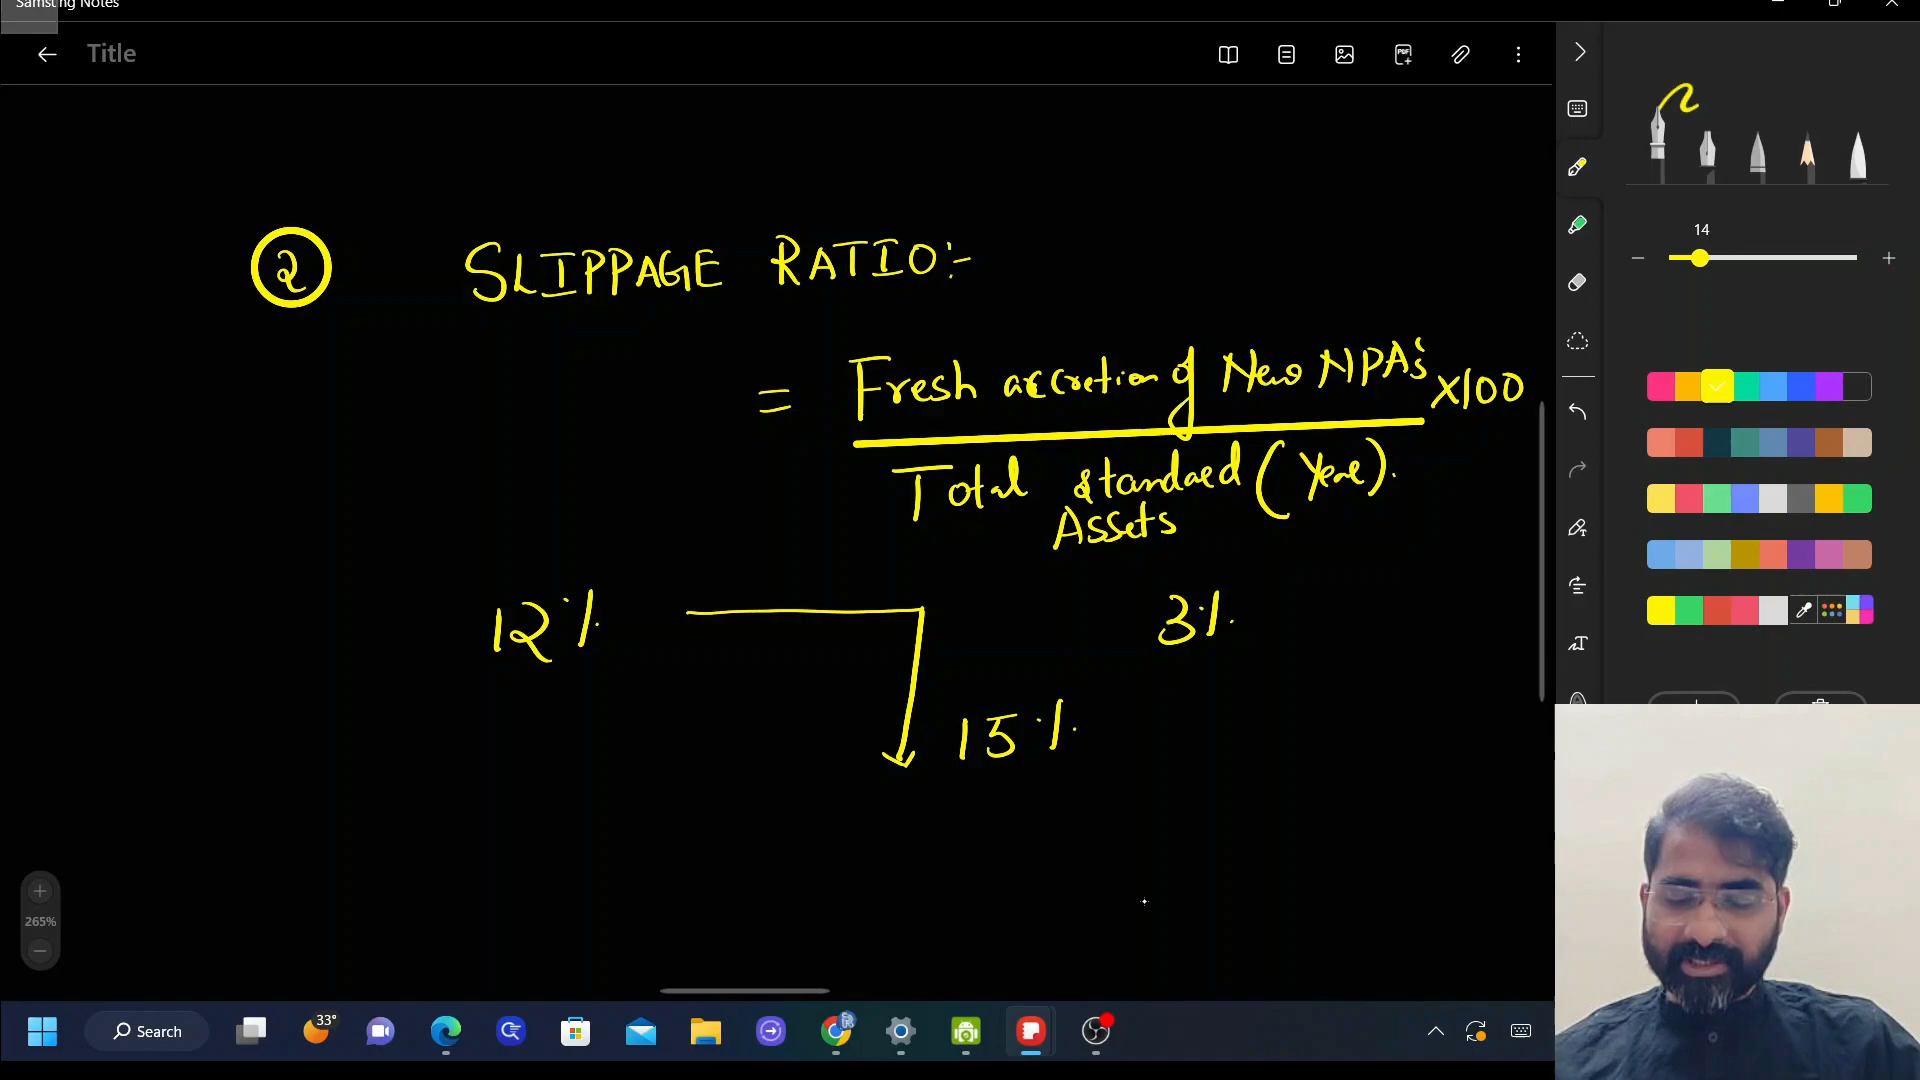 Samsung Notes
Title
14
② SLIPPAGE RATIO:-
= Fresh accretion of New NPA's X100
Total standard (Year).
Assets
12% 3%
15%
265%
33°
Search